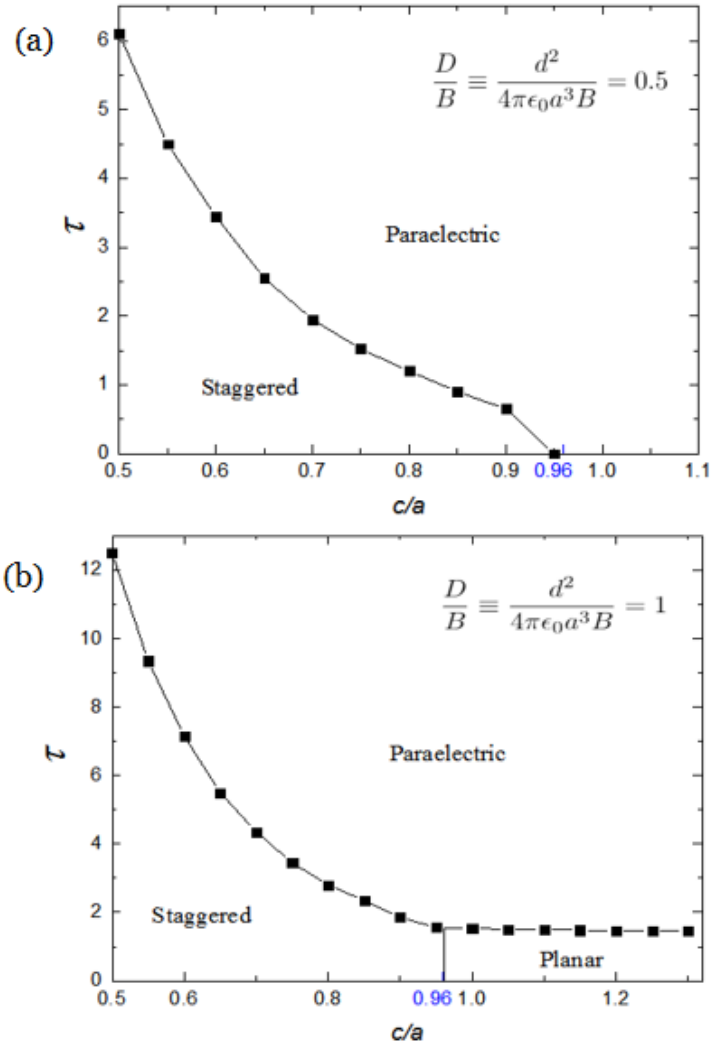 (a)
6
5
4
3
2
1
0
τ
D/B ≡ d²/(4πϵ₀a³B) = 0.5
Paraelectric
Staggered
0.5 0.6 0.7 0.8 0.9 0.96 1.0 1.1
c/a
(b)
12
10
8
6
4
2
0
τ
D/B ≡ d²/(4πϵ₀a³B) = 1
Paraelectric
Staggered
Planar
0.5 0.6 0.8 0.96 1.0 1.2
c/a